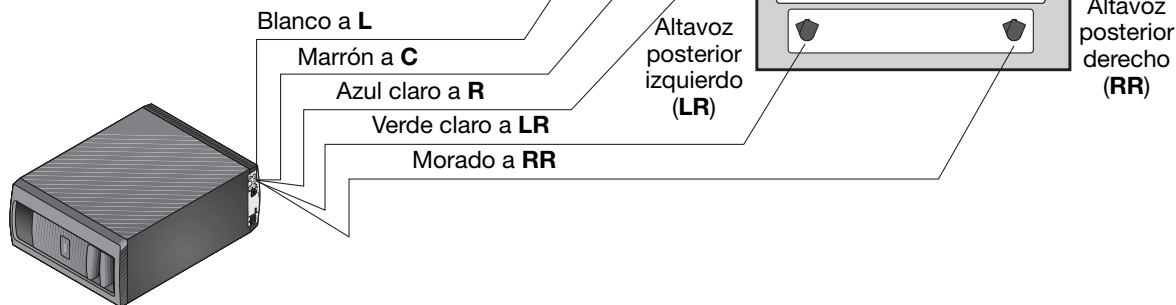 Blanco a L
Marrón a C
Azul claro a R
Verde claro a LR
Morado a RR
Altavoz
posterior
izquierdo
(LR)
Altavoz
posterior
derecho
(RR)